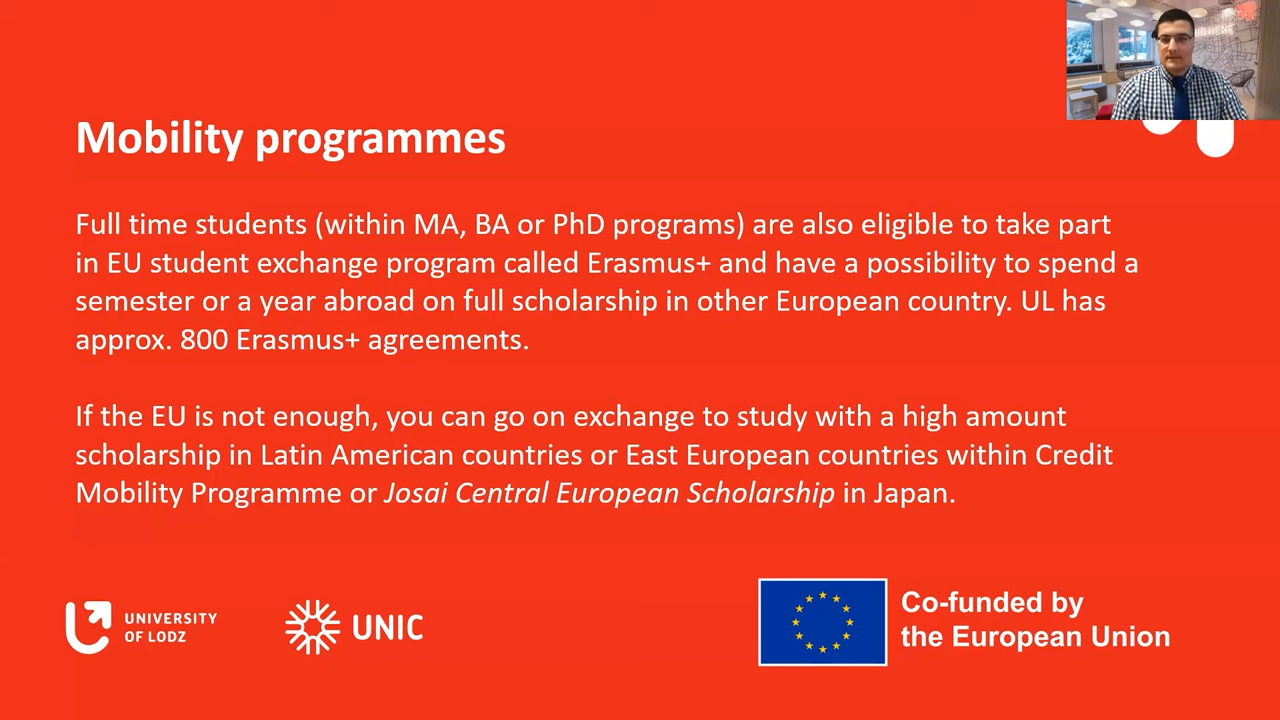 Mobility programmes
Full time students (within MA, BA or PhD programs) are also eligible to take part
in EU student exchange program called Erasmus+ and have a possibility to spend a
semester or a year abroad on full scholarship in other European country. UL has
approx. 800 Erasmus+ agreements.
If the EU is not enough, you can go on exchange to study with a high amount
scholarship in Latin American countries or East European countries within Credit
Mobility Programme or Josai Central European Scholarship in Japan.
UNIVERSITY
OF LODZ
UNIC
Co-funded by
the European Union